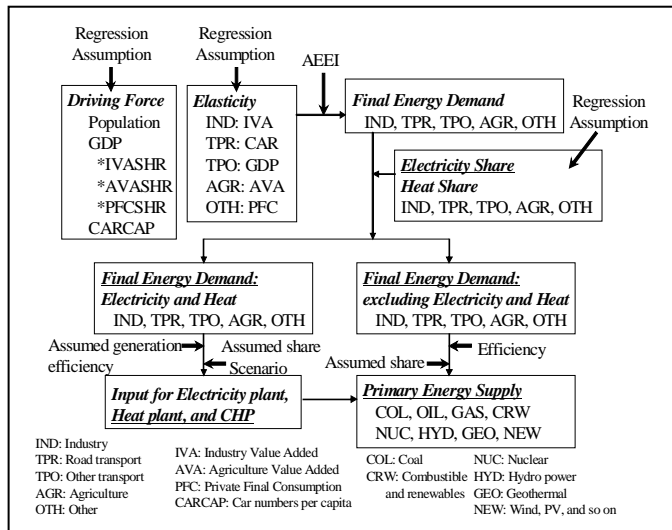 Regression
Assumption
Regression
Assumption
AEEI
Driving Force
Population
GDP
*IVASHR
*AVASHR
*PFCSHR
CARCAP
Elasticity
IND: IVA
TPR: CAR
TPO: GDP
AGR: AVA
OTH: PFC
Final Energy Demand
IND, TPR, TPO, AGR, OTH
Regression
Assumption
Electricity Share
Heat Share
IND, TPR, TPO, AGR, OTH
Final Energy Demand:
Electricity and Heat
IND, TPR, TPO, AGR, OTH
Final Energy Demand:
excluding Electricity and Heat
IND, TPR, TPO, AGR, OTH
Assumed generation
efficiency
Assumed share
Scenario
Assumed share
Efficiency
Input for Electricity plant,
Heat plant, and CHP
Primary Energy Supply
COL, OIL, GAS, CRW
NUC, HYD, GEO, NEW
IND: Industry
TPR: Road transport
TPO: Other transport
AGR: Agriculture
OTH: Other
IVA: Industry Value Added
AVA: Agriculture Value Added
PFC: Private Final Consumption
CARCAP: Car numbers per capita
COL: Coal
CRW: Combustible
and renewables
NUC: Nuclear
HYD: Hydro power
GEO: Geothermal
NEW: Wind, PV, and so on